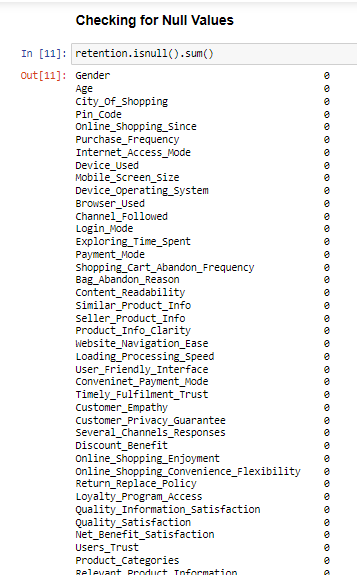 Checking for Null Values
In [11]: retention.isnull().sum()
Out[11]: Gender 0
Age 0
City_Of_Shopping 0
Pin_Code 0
Online_Shopping_Since 0
Purchase_Frequency 0
Internet_Access_Mode 0
Device_Used 0
Mobile_Screen_Size 0
Device_Operating_System 0
Browser_Used 0
Channel_Followed 0
Login_Mode 0
Exploring_Time_Spent 0
Payment_Mode 0
Shopping_Cart_Abandon_Frequency 0
Bag_Abandon_Reason 0
Content_Readability 0
Similar_Product_Info 0
Seller_Product_Info 0
Product_Info_Clarity 0
Website_Navigation_Ease 0
Loading_Processing_Speed 0
User_Friendly_Interface 0
Conveninet_Payment_Mode 0
Timely_Fulfilment_Trust 0
Customer_Empathy 0
Customer_Privacy_Guarantee 0
Several_Channels_Responses 0
Discount_Benefit 0
Online_Shopping_Enjoyment 0
Online_Shopping_Convenience_Flexibility 0
Return_Replace_Policy 0
Loyalty_Program_Access 0
Quality_Information_Satisfaction 0
Quality_Satisfaction 0
Net_Benefit_Satisfaction 0
Users_Trust 0
Product_Categories 0
Relevant_Product_Information 0